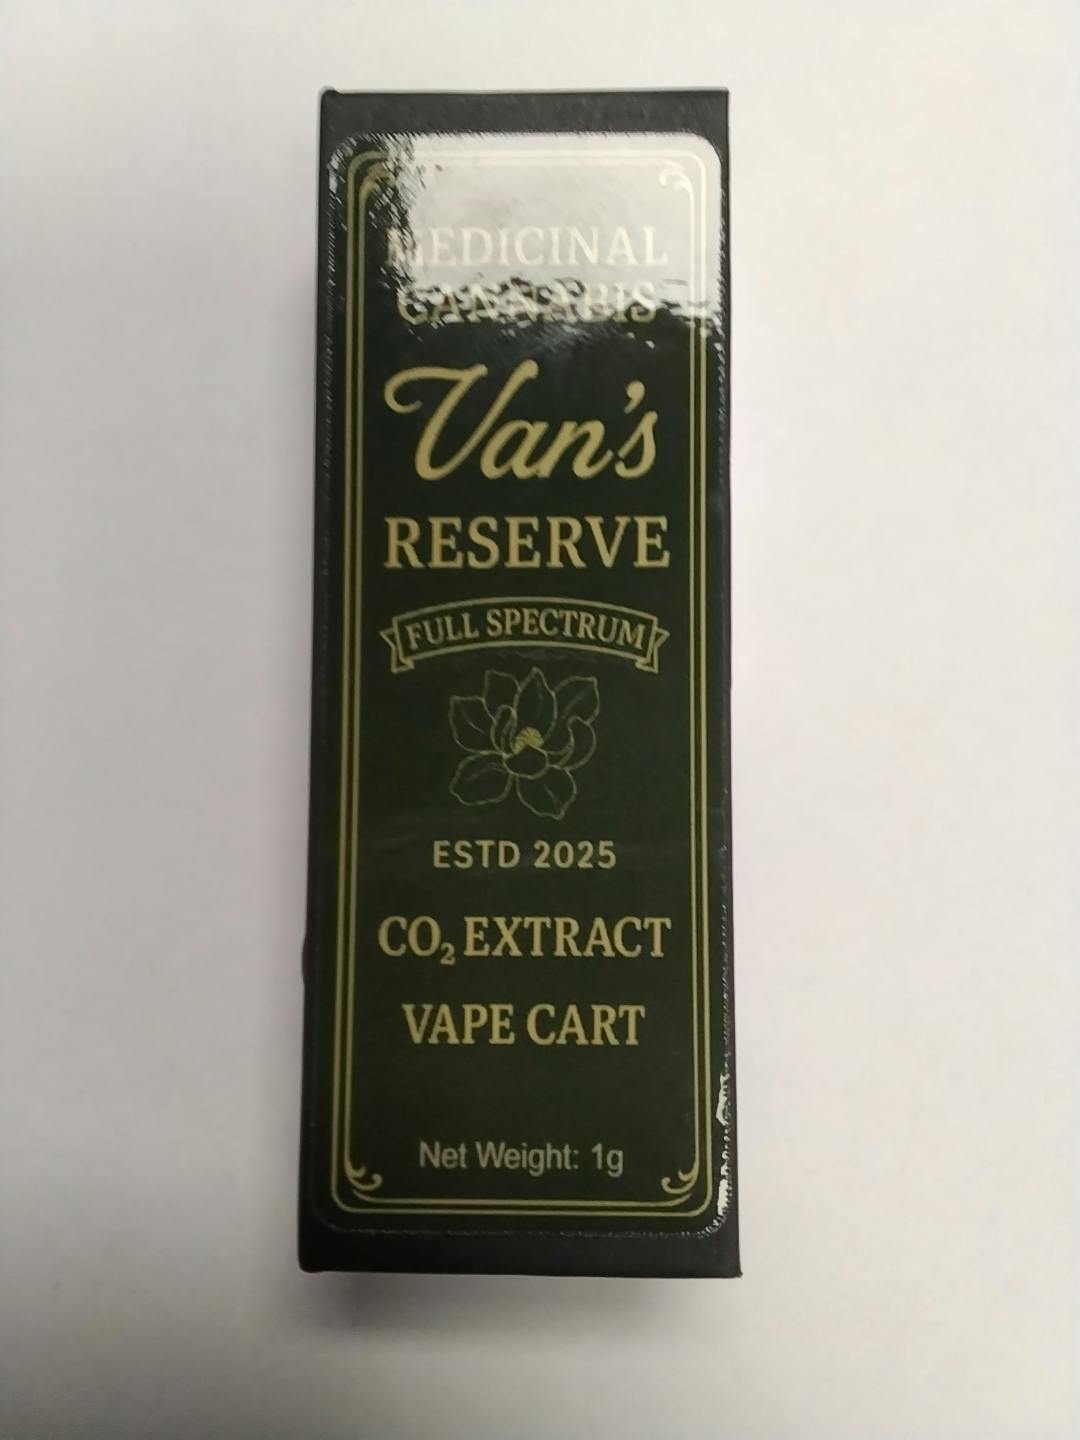 MEDICINAL
CANNABIS
Van's
RESERVE
FULL SPECTRUM
ESTD 2025
CO₂ EXTRACT
VAPE CART
Net Weight: 1g